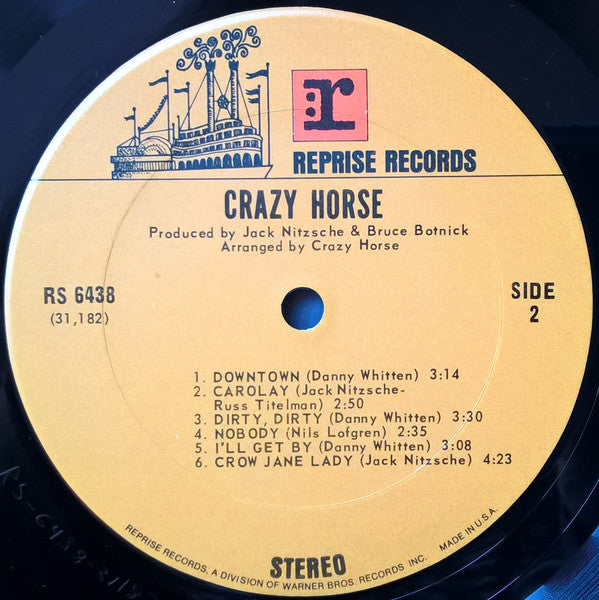 r
REPRISE RECORDS
CRAZY HORSE
Produced by Jack Nitzsche & Bruce Botnick
Arranged by Crazy Horse
RS 6438
(31,182)
SIDE
2
1. DOWNTOWN (Danny Whitten) 3:14
2. CAROLAY (Jack Nitzsche-
Russ Titelman) 2:50
3. DIRTY, DIRTY (Danny Whitten) 3:30
4. NOBODY (Nils Lofgren) 2:35
5. I'LL GET BY (Danny Whitten) 3:08
6. CROW JANE LADY (Jack Nitzsche) 4:23
STEREO
REPRISE RECORDS, A DIVISION OF WARNER BROS. RECORDS INC. MADE IN U.S.A.
RS-6438